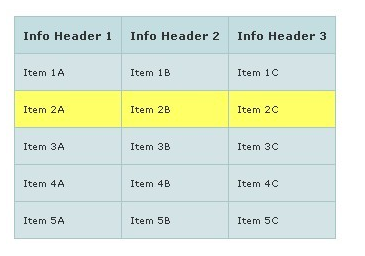 Info Header 1 Info Header 2 Info Header 3
Item 1A Item 1B Item 1C
Item 2A Item 2B Item 2C
Item 3A Item 3B Item 3C
Item 4A Item 4B Item 4C
Item 5A Item 5B Item 5C